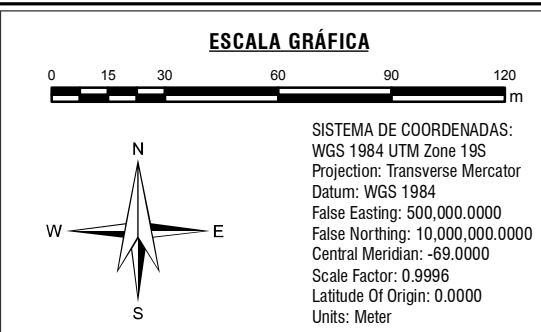 ESCALA GRÁFICA
0 15 30 60 90 120
m
SISTEMA DE COORDENADAS:
WGS 1984 UTM Zone 19S
Projection: Transverse Mercator
Datum: WGS 1984
False Easting: 500,000.0000
False Northing: 10,000,000.0000
Central Meridian: -69.0000
Scale Factor: 0.9996
Latitude Of Origin: 0.0000
Units: Meter
N
W E
S